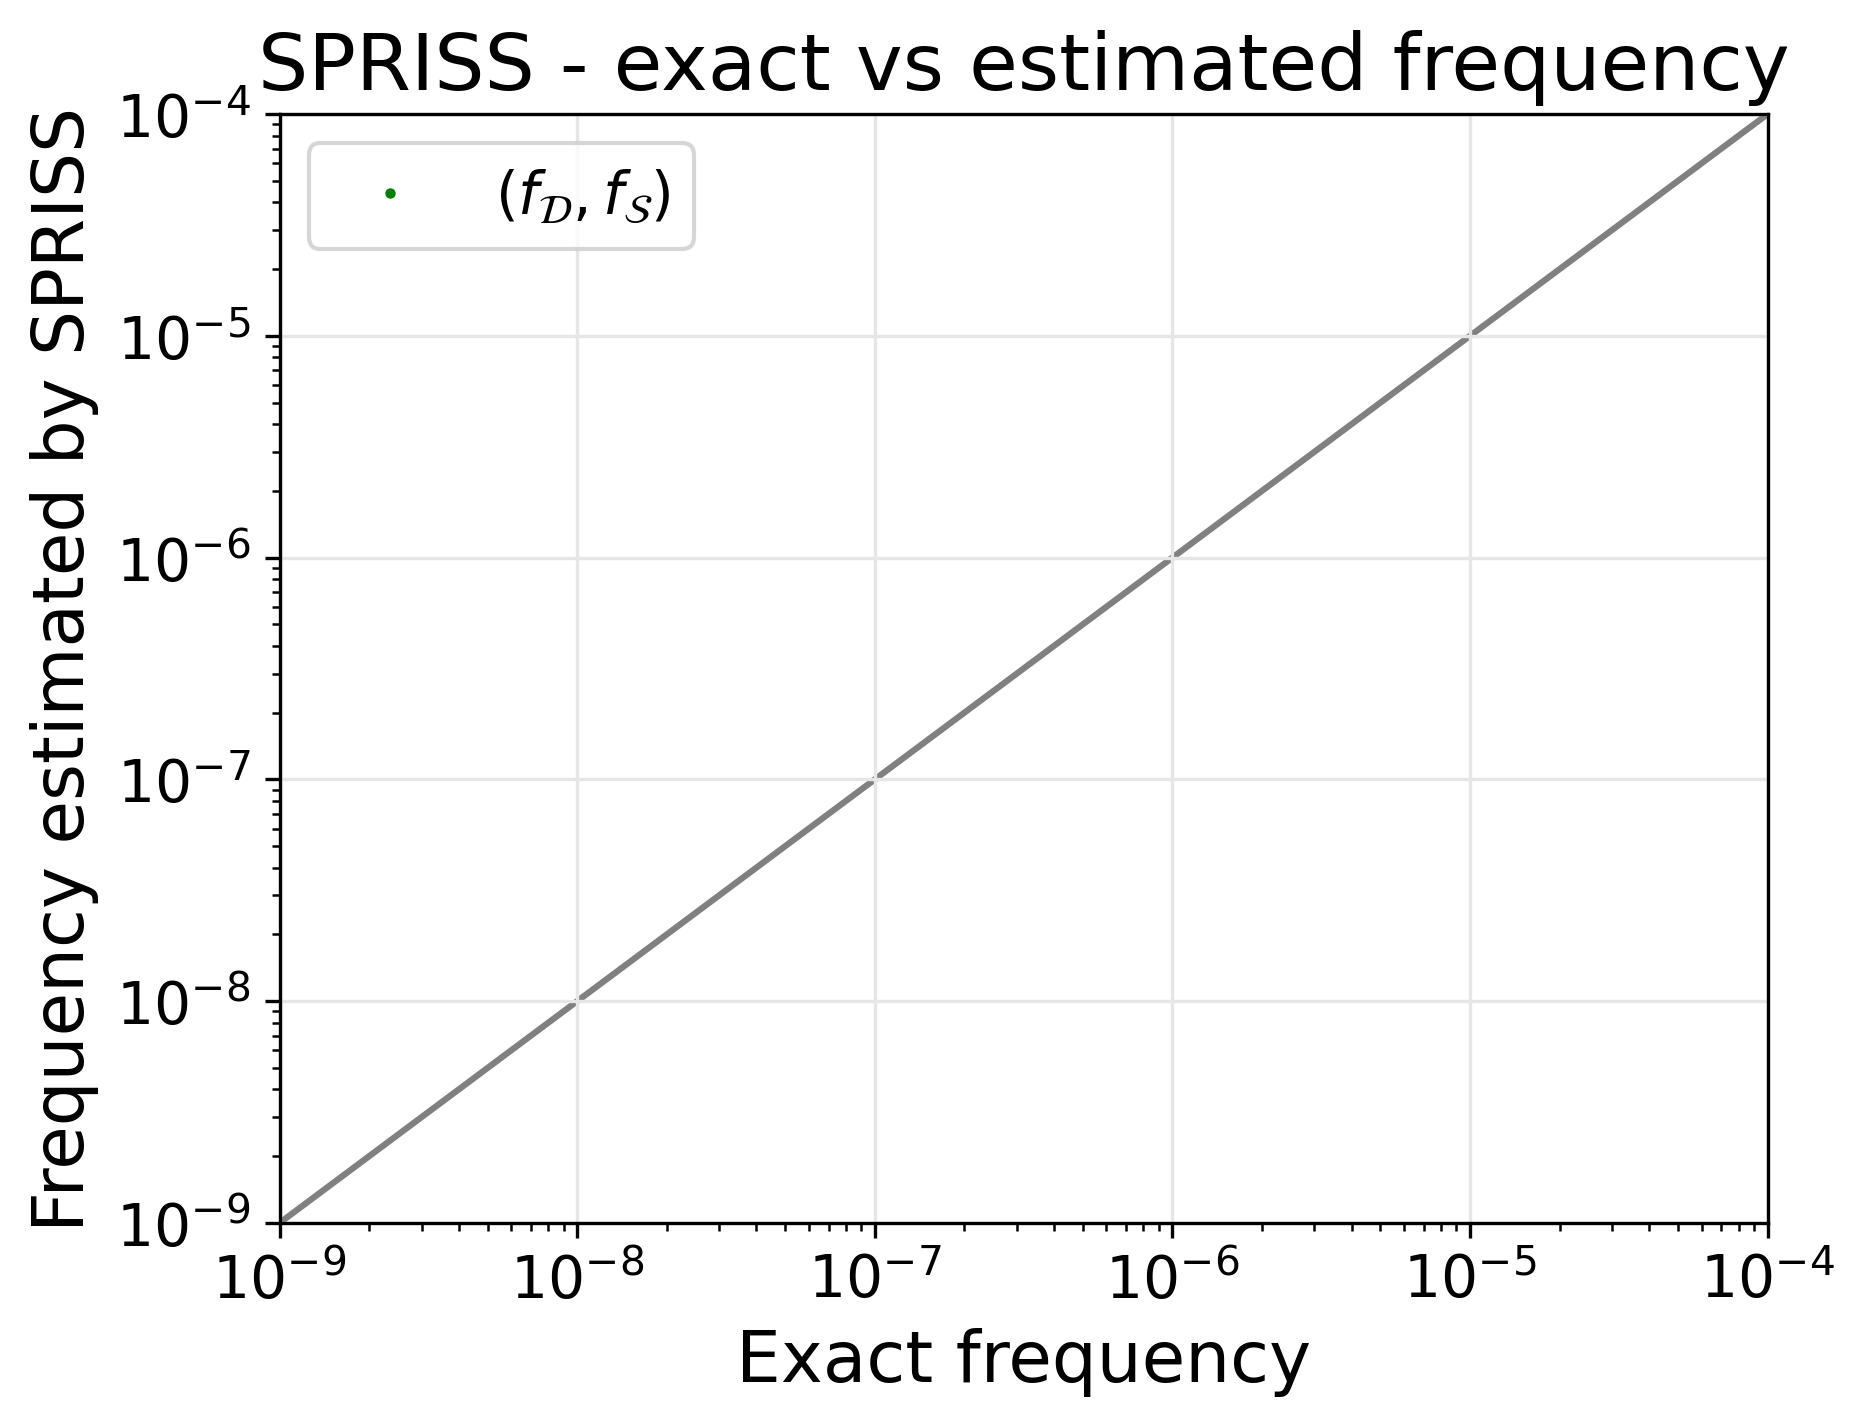 SPRISS - exact vs estimated frequency
Frequency estimated by SPRISS
10⁻⁴
10⁻⁵
10⁻⁶
10⁻⁷
10⁻⁸
10⁻⁹
(f_𝒟, f_𝒮)
10⁻⁹ 10⁻⁸ 10⁻⁷ 10⁻⁶ 10⁻⁵ 10⁻⁴
Exact frequency